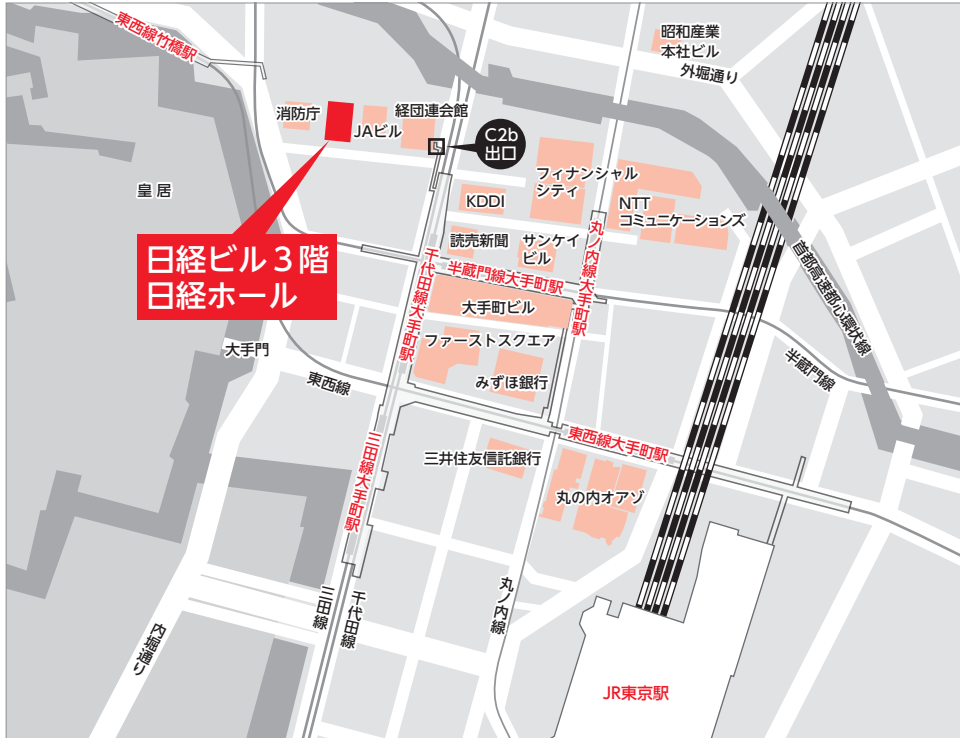 東西線竹橋駅
昭和産業
本社ビル
外堀通り
消防庁
JAビル
経団連会館
C2b
出口
皇居
フィナンシャル
シティ
KDDI
NTT
コミュニケーションズ
日経ビル3階
日経ホール
読売新聞
サンケイ
ビル
丸ノ内線大手町駅
千代田線大手町駅
半蔵門線大手町駅
首都高速都心環状線
大手町ビル
大手門
ファーストスクエア
みずほ銀行
半蔵門線
東西線
東西線大手町駅
三田線大手町駅
三井住友信託銀行
丸の内オアゾ
三田線
千代田線
丸ノ内線
内堀通り
JR東京駅